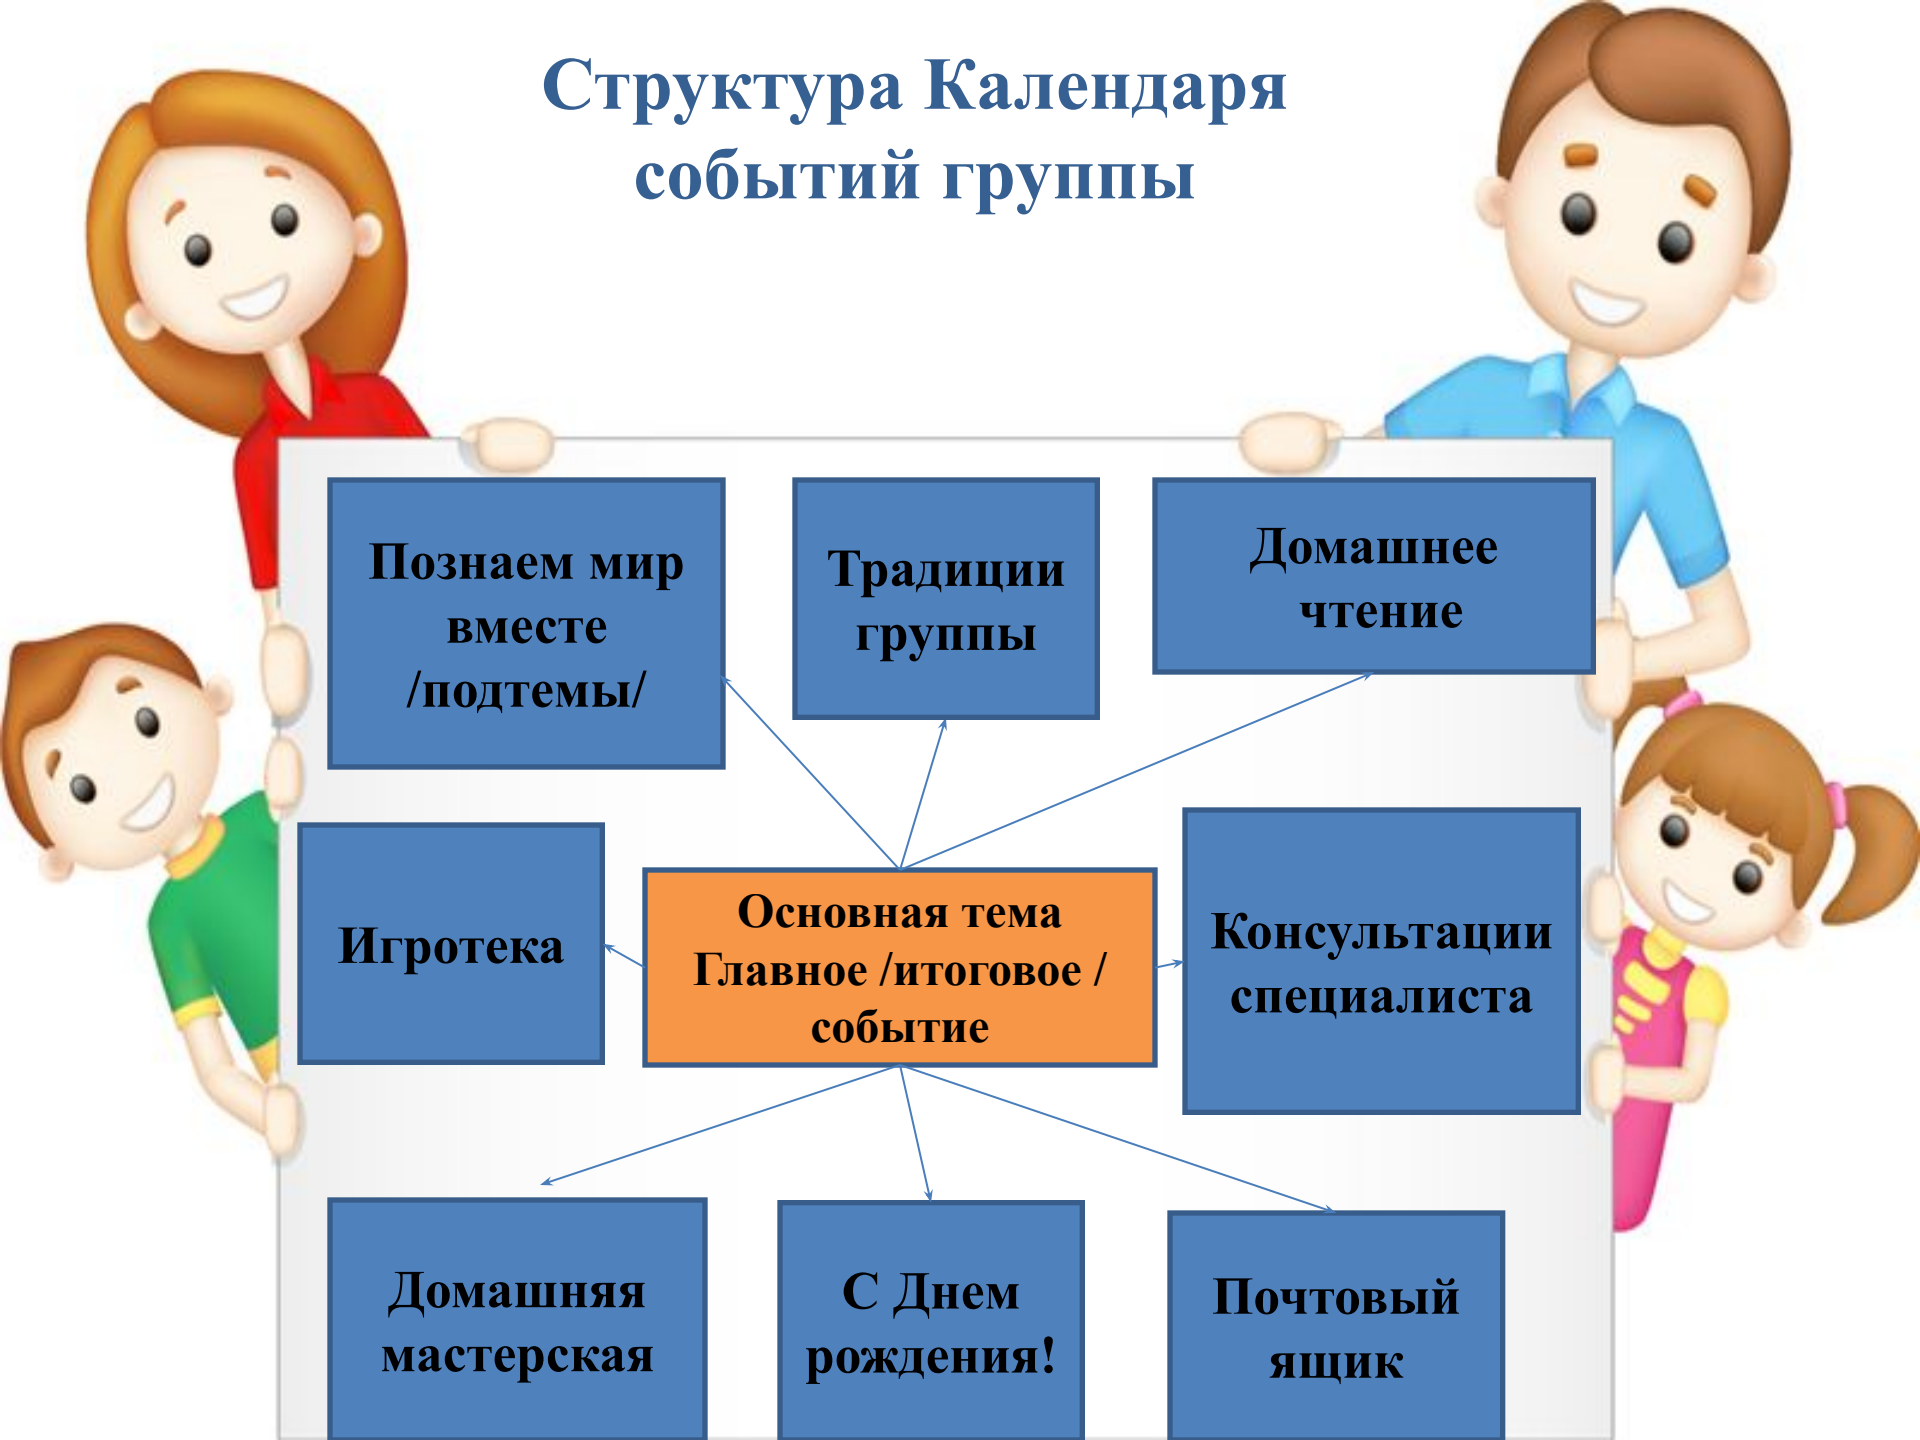 Структура Календаря
событий группы
Познаем мир
вместе
/подтемы/
Традиции
группы
Домашнее
чтение
Игротека
Основная тема
Главное /итоговое /
событие
Консультации
специалиста
Домашняя
мастерская
С Днем
рождения!
Почтовый
ящик